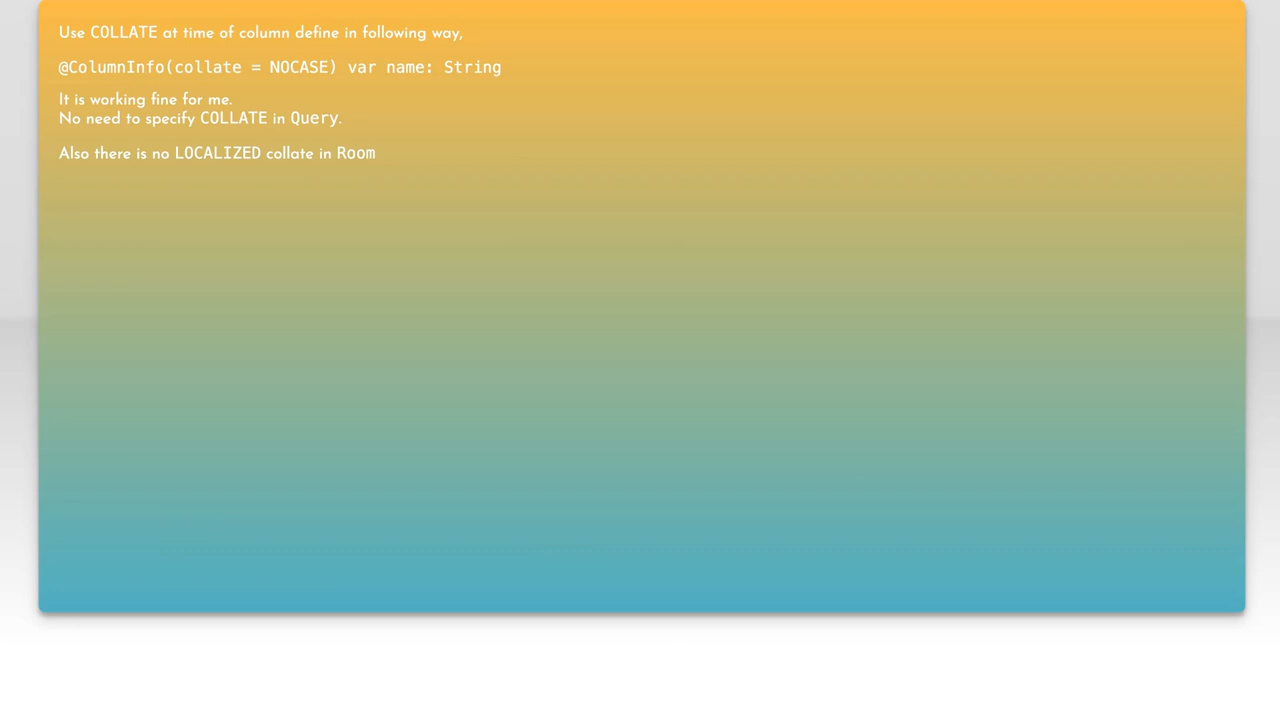 Use COLLATE at time of column define in following way,
@ColumnInfo(collate = NOCASE) var name: String
It is working fine for me.
No need to specify COLLATE in Query.
Also there is no LOCALIZED collate in Room